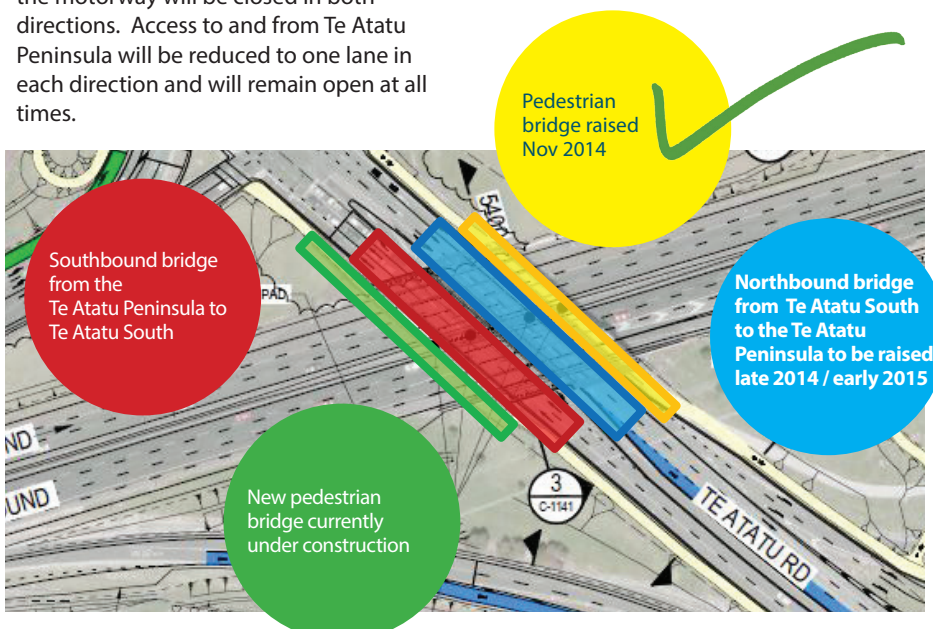 the motorway will be closed in both
directions. Access to and from Te Atatu
Peninsula will be reduced to one lane in
each direction and will remain open at all
times.
Pedestrian
bridge raised
Nov 2014
Southbound bridge
from the
Te Atatu Peninsula to
Te Atatu South
PAD
5400
Northbound bridge
from Te Atatu South
to the Te Atatu
Peninsula to be raised
late 2014 / early 2015
ND
OUND
New pedestrian
bridge currently
under construction
3
C-1141
TE ATATU RD